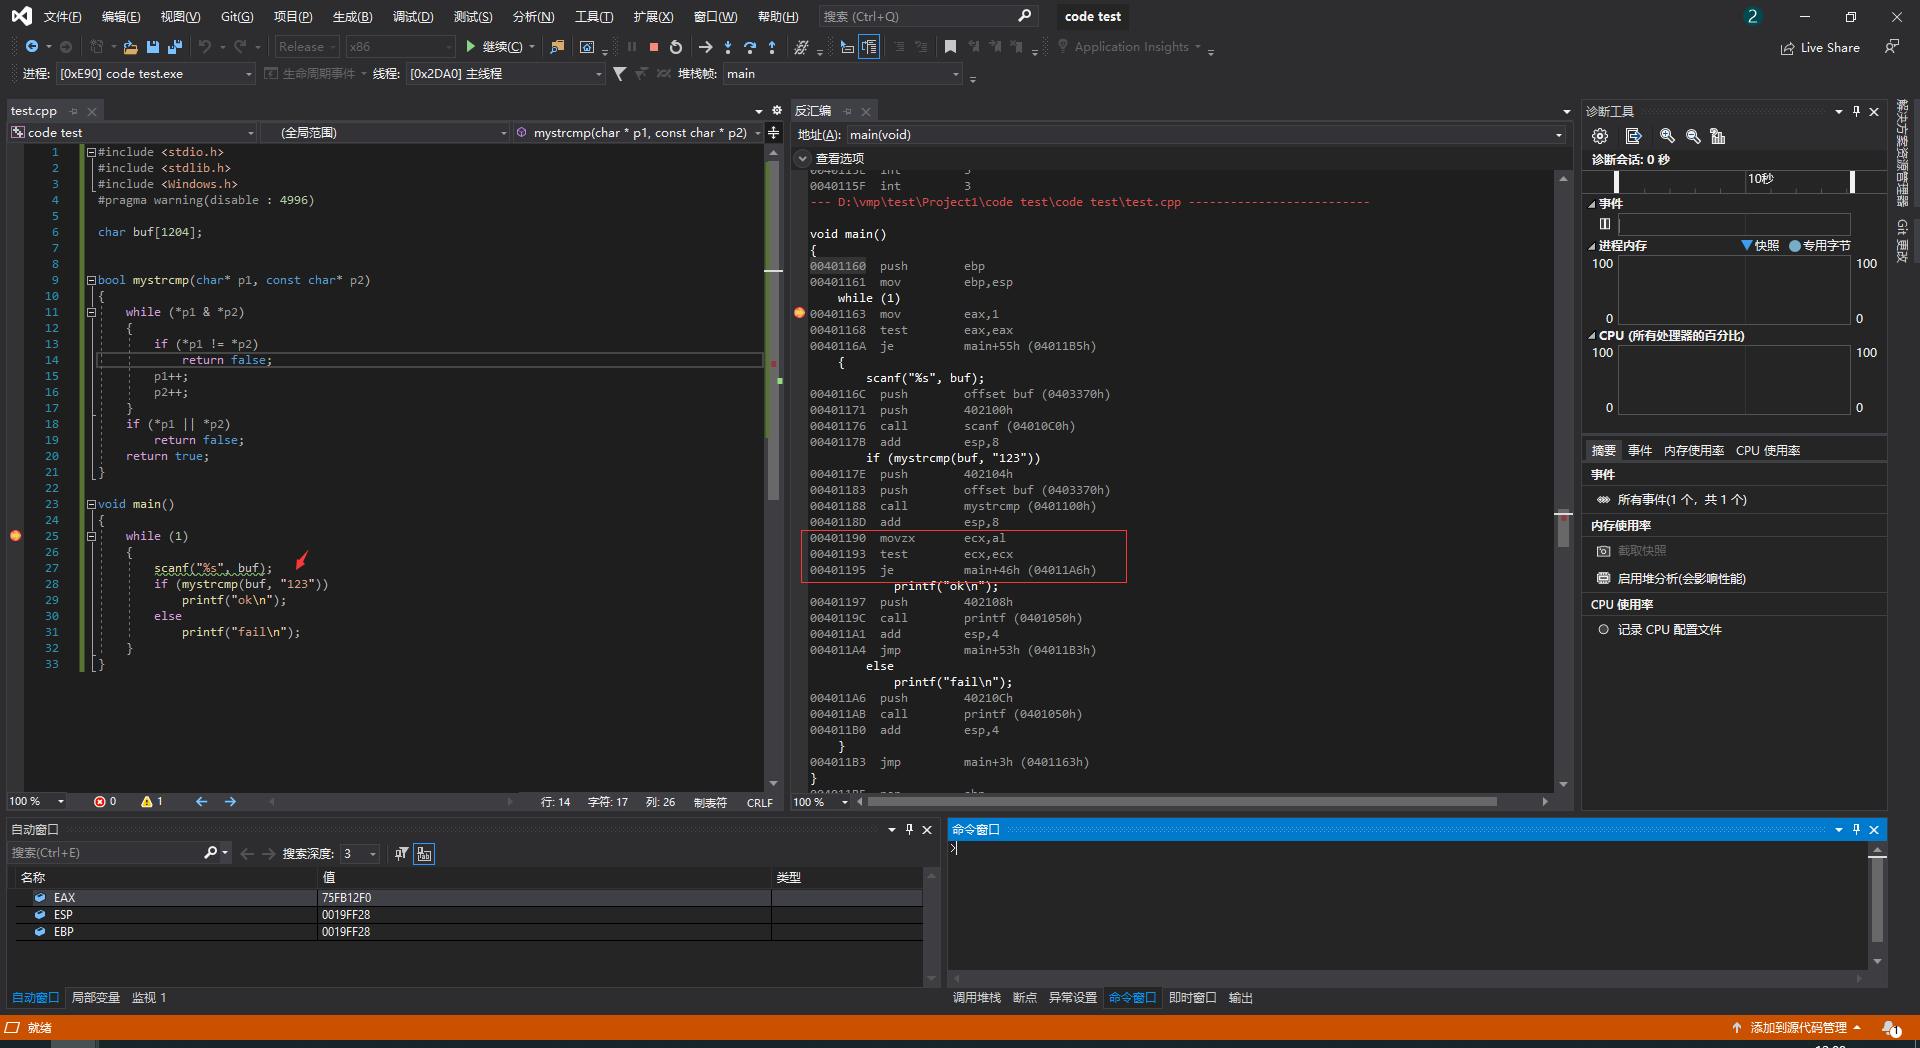 文件(F) 编辑(E) 视图(V) Git(G) 项目(P) 生成(B) 调试(D) 测试(S) 分析(N) 工具(T) 扩展(X) 窗口(W) 帮助(H) 搜索 (Ctrl+Q) code test 2
Release x86 继续(C) Application Insights Live Share
进程: [0xE90] code test.exe 生命周期事件 线程: [0x2DA0] 主线程 堆栈帧: main
test.cpp
code test (全局范围) mystrcmp(char * p1, const char * p2)
1 #include <stdio.h>
2 #include <stdlib.h>
3 #include <Windows.h>
4 #pragma warning(disable : 4996)
5
6 char buf[1204];
7
8
9 bool mystrcmp(char* p1, const char* p2)
10 {
11 while (*p1 & *p2)
12 {
13 if (*p1 != *p2)
14 return false;
15 p1++;
16 p2++;
17 }
18 if (*p1 || *p2)
19 return false;
20 return true;
21 }
22
23 void main()
24 {
25 while (1)
26 {
27 scanf("%s", buf);
28 if (mystrcmp(buf, "123"))
29 printf("ok\n");
30 else
31 printf("fail\n");
32 }
33 }
100 % 0 1 行: 14 字符: 17 列: 26 制表符 CRLF
反汇编
地址(A): main(void)
查看选项
0040115E int 3
0040115F int 3
--- D:\vmp\test\Project1\code test\code test\test.cpp --------------------------
void main()
{
00401160 push ebp
00401161 mov ebp,esp
while (1)
00401163 mov eax,1
00401168 test eax,eax
0040116A je main+55h (04011B5h)
{
scanf("%s", buf);
0040116C push offset buf (0403370h)
00401171 push 402100h
00401176 call scanf (04010C0h)
0040117B add esp,8
if (mystrcmp(buf, "123"))
0040117E push 402104h
00401183 push offset buf (0403370h)
00401188 call mystrcmp (0401100h)
0040118D add esp,8
00401190 movzx ecx,al
00401193 test ecx,ecx
00401195 je main+46h (04011A6h)
printf("ok\n");
00401197 push 402108h
0040119C call printf (0401050h)
004011A1 add esp,4
004011A4 jmp main+53h (04011B3h)
else
printf("fail\n");
004011A6 push 40210Ch
004011AB call printf (0401050h)
004011B0 add esp,4
}
004011B3 jmp main+3h (0401163h)
}
100 %
诊断工具
诊断会话: 0 秒
10秒
事件
进程内存 快照 专用字节
100 100
0 0
CPU (所有处理器的百分比)
100 100
0 0
摘要 事件 内存使用率 CPU 使用率
事件
所有事件(1 个，共 1 个)
内存使用率
截取快照
启用堆分析(会影响性能)
CPU 使用率
记录 CPU 配置文件
解决方案资源管理器
Git 更改
自动窗口
搜索(Ctrl+E) 搜索深度: 3
名称 值 类型
EAX 75FB12F0
ESP 0019FF28
EBP 0019FF28
自动窗口 局部变量 监视 1
命令窗口
>
调用堆栈 断点 异常设置 命令窗口 即时窗口 输出
就绪 添加到源代码管理 1